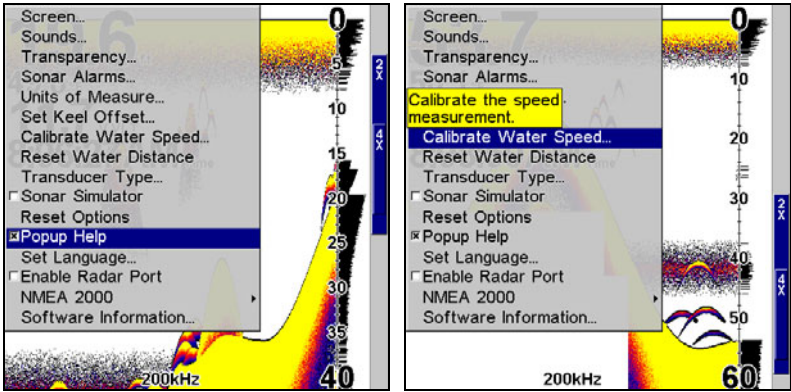 Screen...
Sounds...
Transparency...
Sonar Alarms...
Units of Measure...
Set Keel Offset...
Calibrate Water Speed...
Reset Water Distance
Transducer Type...
Sonar Simulator
Reset Options
Popup Help
Set Language...
Enable Radar Port
NMEA 2000
Software Information...
0
5
10
15
20
25
30
35
40
2X
4X
200kHz
Screen...
Sounds...
Transparency...
Sonar Alarms...
Calibrate the speed
measurement.
Calibrate Water Speed...
Reset Water Distance
Transducer Type...
Sonar Simulator
Reset Options
Popup Help
Set Language...
Enable Radar Port
NMEA 2000
Software Information...
0
10
20
30
40
50
60
2X
4X
200kHz